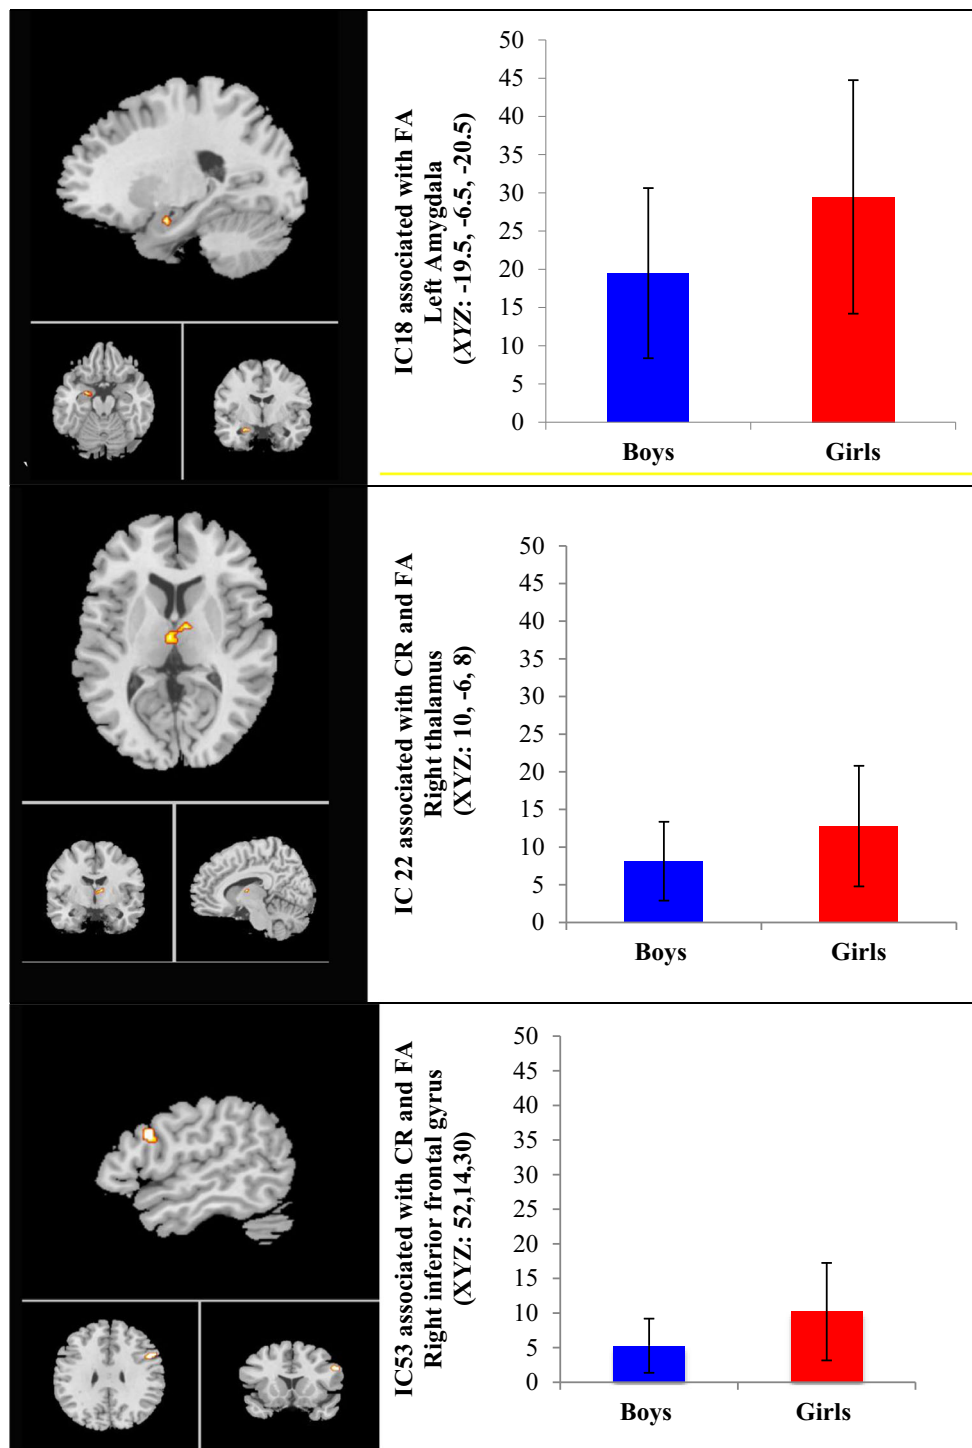 IC18 associated with FA
Left Amygdala
(XYZ: -19.5, -6.5, -20.5)
50
45
40
35
30
25
20
15
10
5
0
Boys Girls
IC 22 associated with CR and FA
Right thalamus
(XYZ: 10, -6, 8)
50
45
40
35
30
25
20
15
10
5
0
Boys Girls
IC53 associated with CR and FA
Right inferior frontal gyrus
(XYZ: 52,14,30)
50
45
40
35
30
25
20
15
10
5
0
Boys Girls